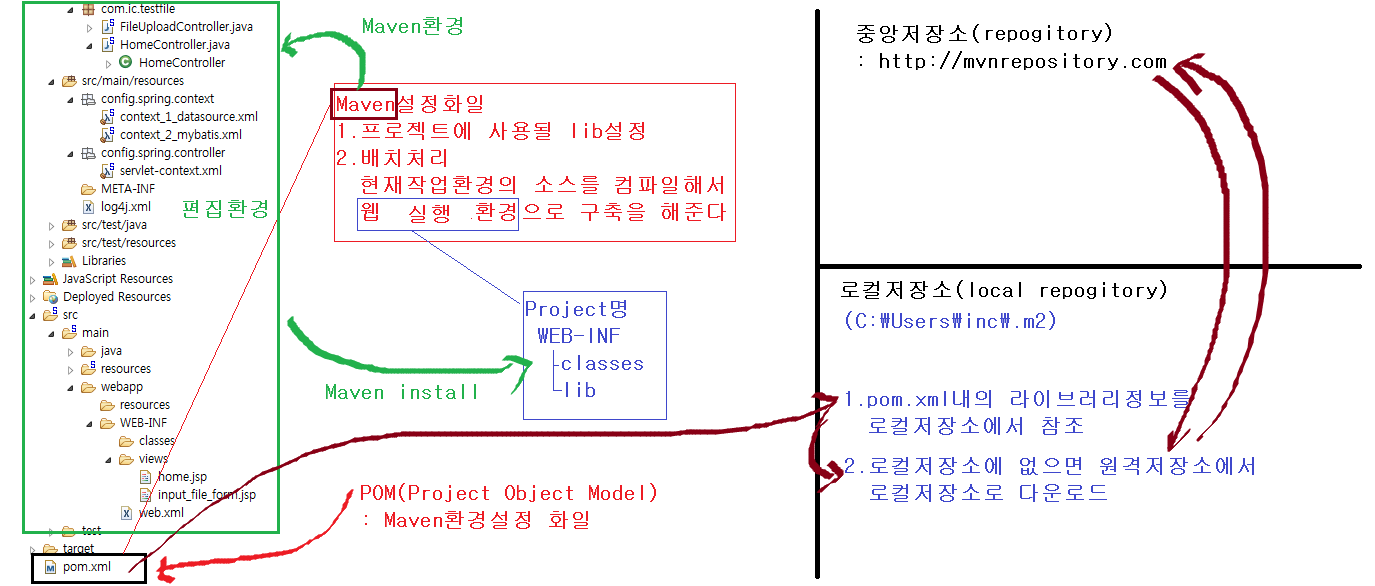 com.ic.testfile
FileUploadController.java
HomeController.java
HomeController
src/main/resources
config.spring.context
context_1_datasource.xml
context_2_mybatis.xml
config.spring.controller
servlet-context.xml
META-INF
log4j.xml
src/test/java
src/test/resources
Libraries
JavaScript Resources
Deployed Resources
src
main
java
resources
webapp
resources
WEB-INF
classes
views
home.jsp
input_file_form.jsp
web.xml
test
target
pom.xml
편집환경
Maven환경
Maven설정화일
1.프로젝트에 사용될 lib설정
2.배치처리
현재작업환경의 소스를 컴파일해서
웹 실행 환경으로 구축을 해준다
Project명
WEB-INF
classes
lib
Maven install
POM(Project Object Model)
: Maven환경설정 화일
중앙저장소(repogitory)
: http://mvnrepository.com
로컬저장소(local repogitory)
(C:\Users\inc\.m2)
1.pom.xml내의 라이브러리정보를
로컬저장소에서 참조
2.로컬저장소에 없으면 원격저장소에서
로컬저장소로 다운로드